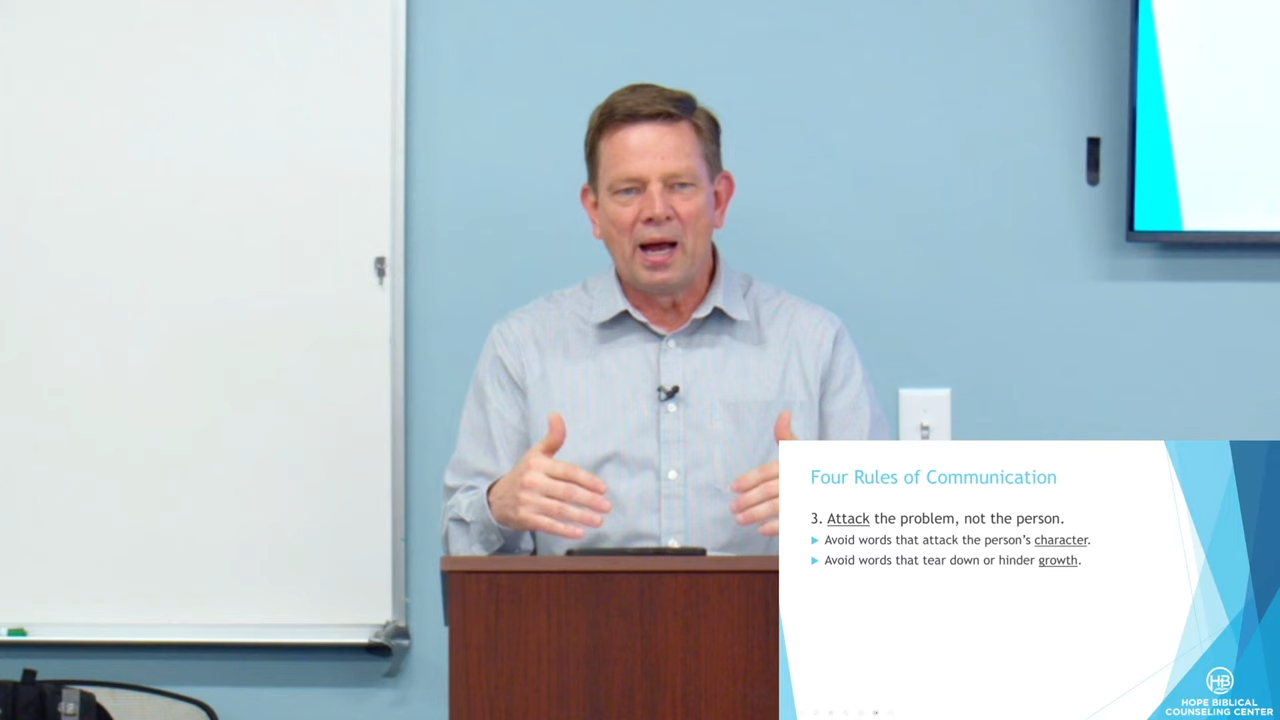 Four Rules of Communication
3. Attack the problem, not the person.
Avoid words that attack the person's character.
Avoid words that tear down or hinder growth.
HB
HOPE BIBLICAL
COUNSELING CENTER